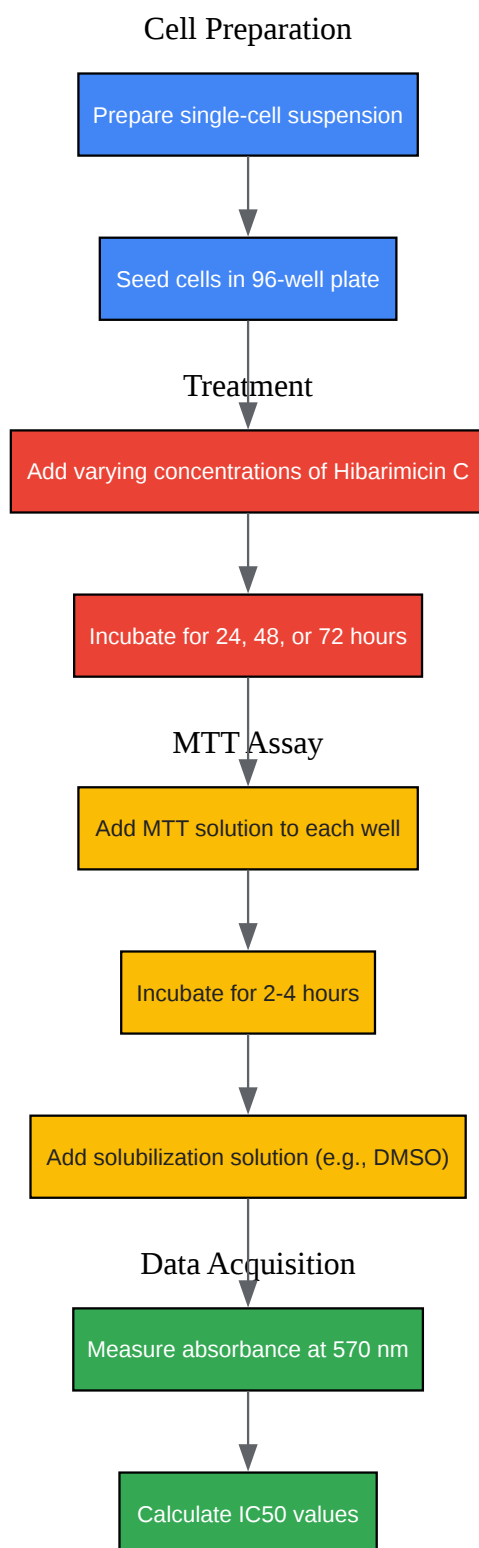 Cell Preparation
Prepare single-cell suspension
Seed cells in 96-well plate
Treatment
Add varying concentrations of Hibarimicin C
Incubate for 24, 48, or 72 hours
MTT Assay
Add MTT solution to each well
Incubate for 2-4 hours
Add solubilization solution (e.g., DMSO)
Data Acquisition
Measure absorbance at 570 nm
Calculate IC50 values